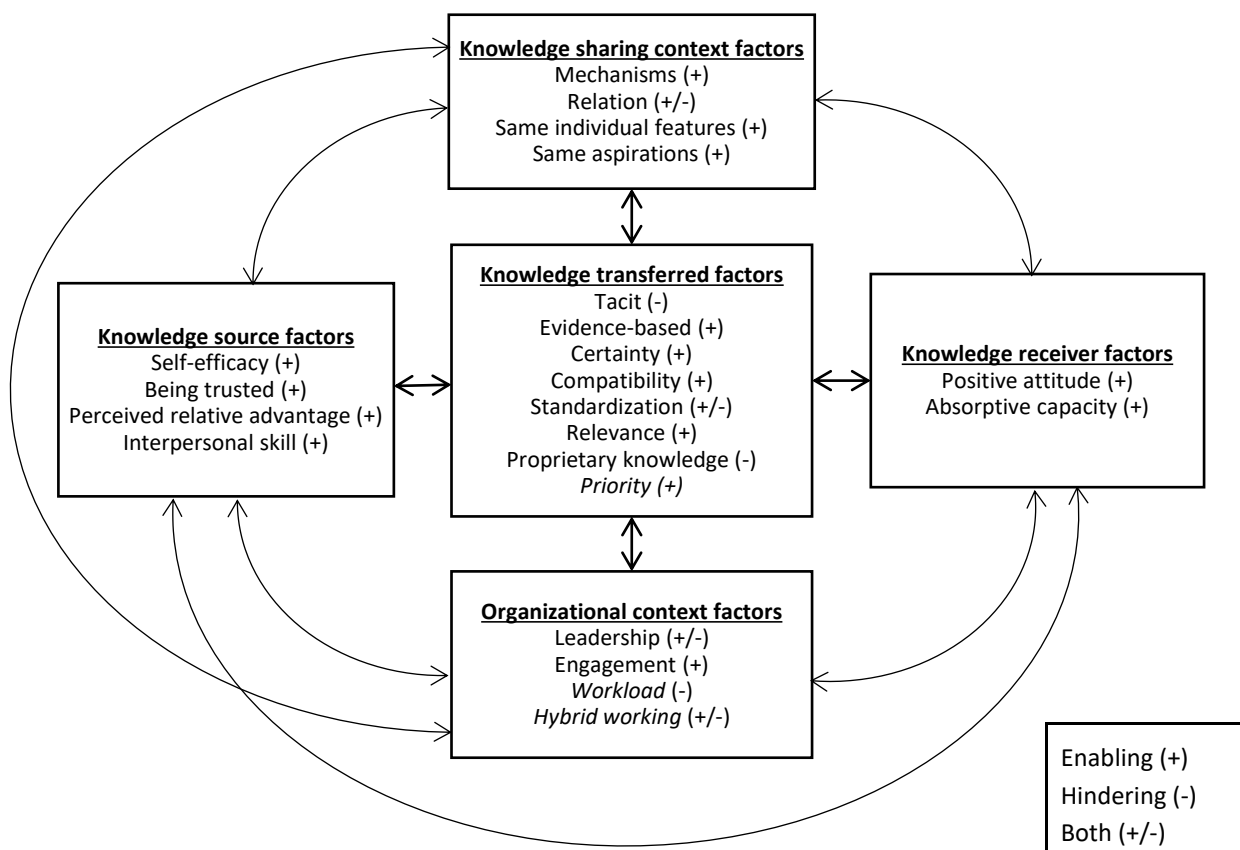 Knowledge sharing context factors
Mechanisms (+)
Relation (+/-)
Same individual features (+)
Same aspirations (+)
Knowledge source factors
Self-efficacy (+)
Being trusted (+)
Perceived relative advantage (+)
Interpersonal skill (+)
Knowledge transferred factors
Tacit (-)
Evidence-based (+)
Certainty (+)
Compatibility (+)
Standardization (+/-)
Relevance (+)
Proprietary knowledge (-)
Priority (+)
Knowledge receiver factors
Positive attitude (+)
Absorptive capacity (+)
Organizational context factors
Leadership (+/-)
Engagement (+)
Workload (-)
Hybrid working (+/-)
Enabling (+)
Hindering (-)
Both (+/-)